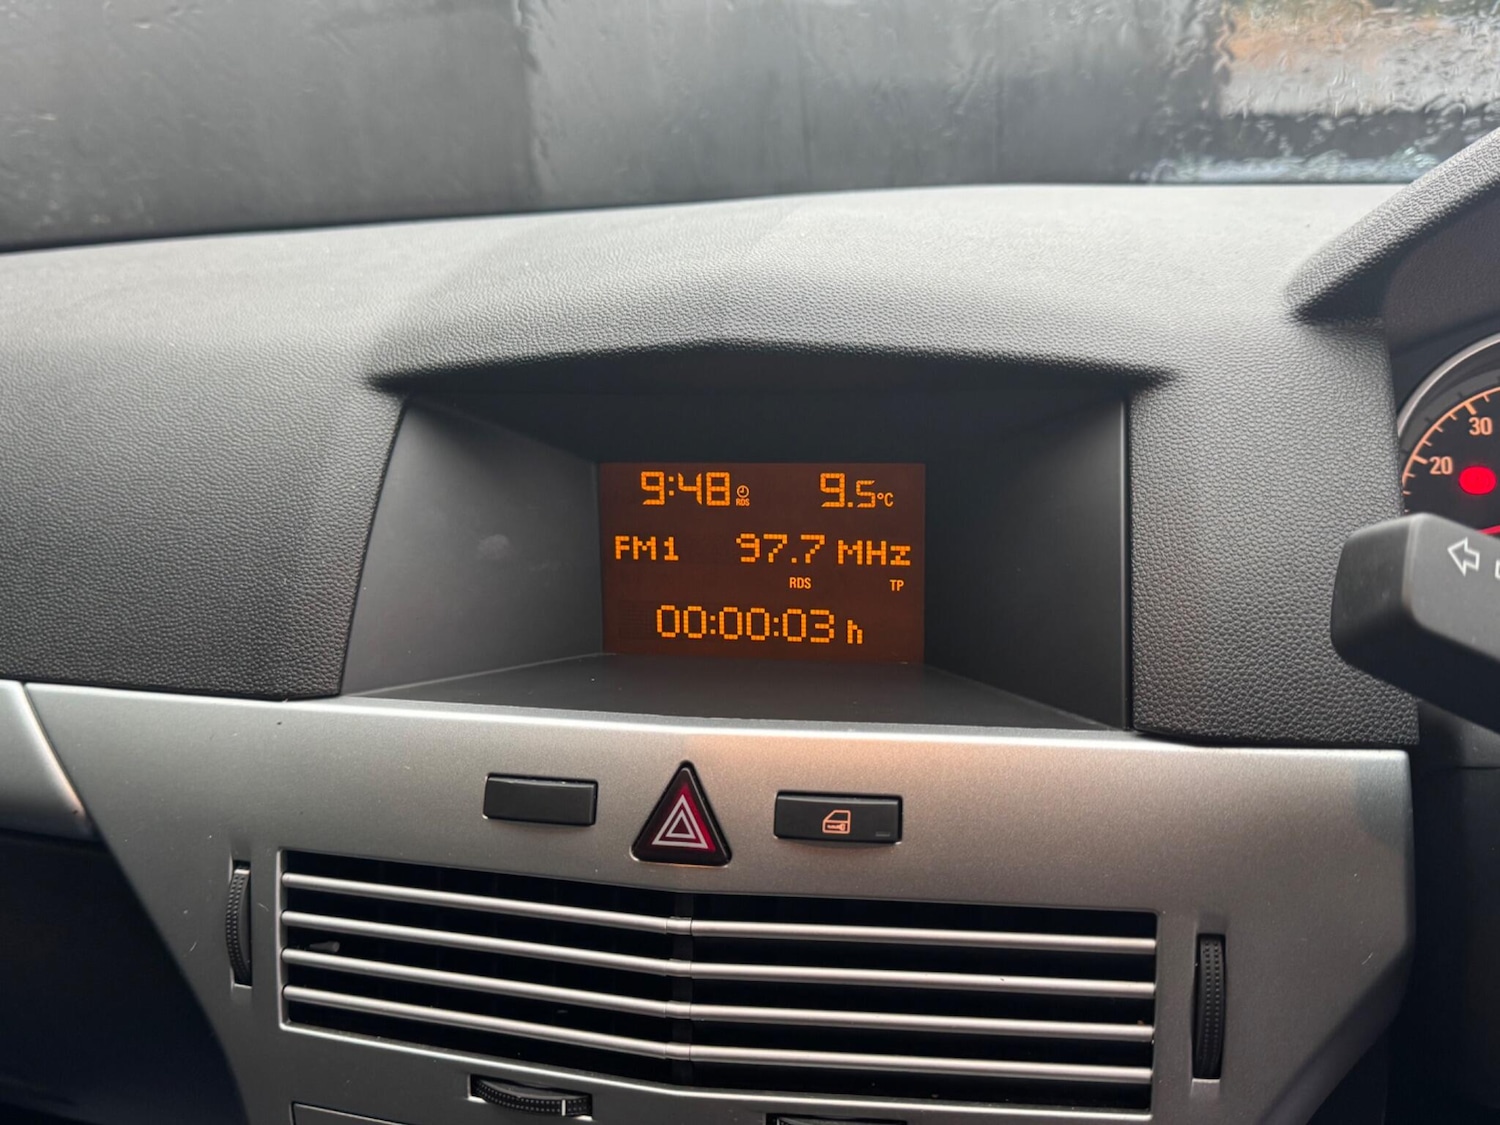 9:48 RDS 9.5°C
FM1 97.7 MHz
RDS TP
00:00:03 h
30
20